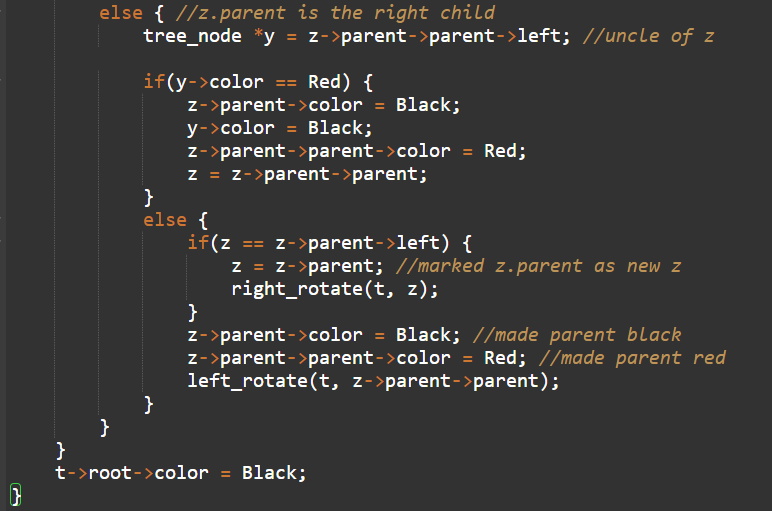 else { //z.parent is the right child
tree_node *y = z->parent->parent->left; //uncle of z
if(y->color == Red) {
z->parent->color = Black;
y->color = Black;
z->parent->parent->color = Red;
z = z->parent->parent;
}
else {
if(z == z->parent->left) {
z = z->parent; //marked z.parent as new z
right_rotate(t, z);
}
z->parent->color = Black; //made parent black
z->parent->parent->color = Red; //made parent red
left_rotate(t, z->parent->parent);
}
}
}
t->root->color = Black;
}